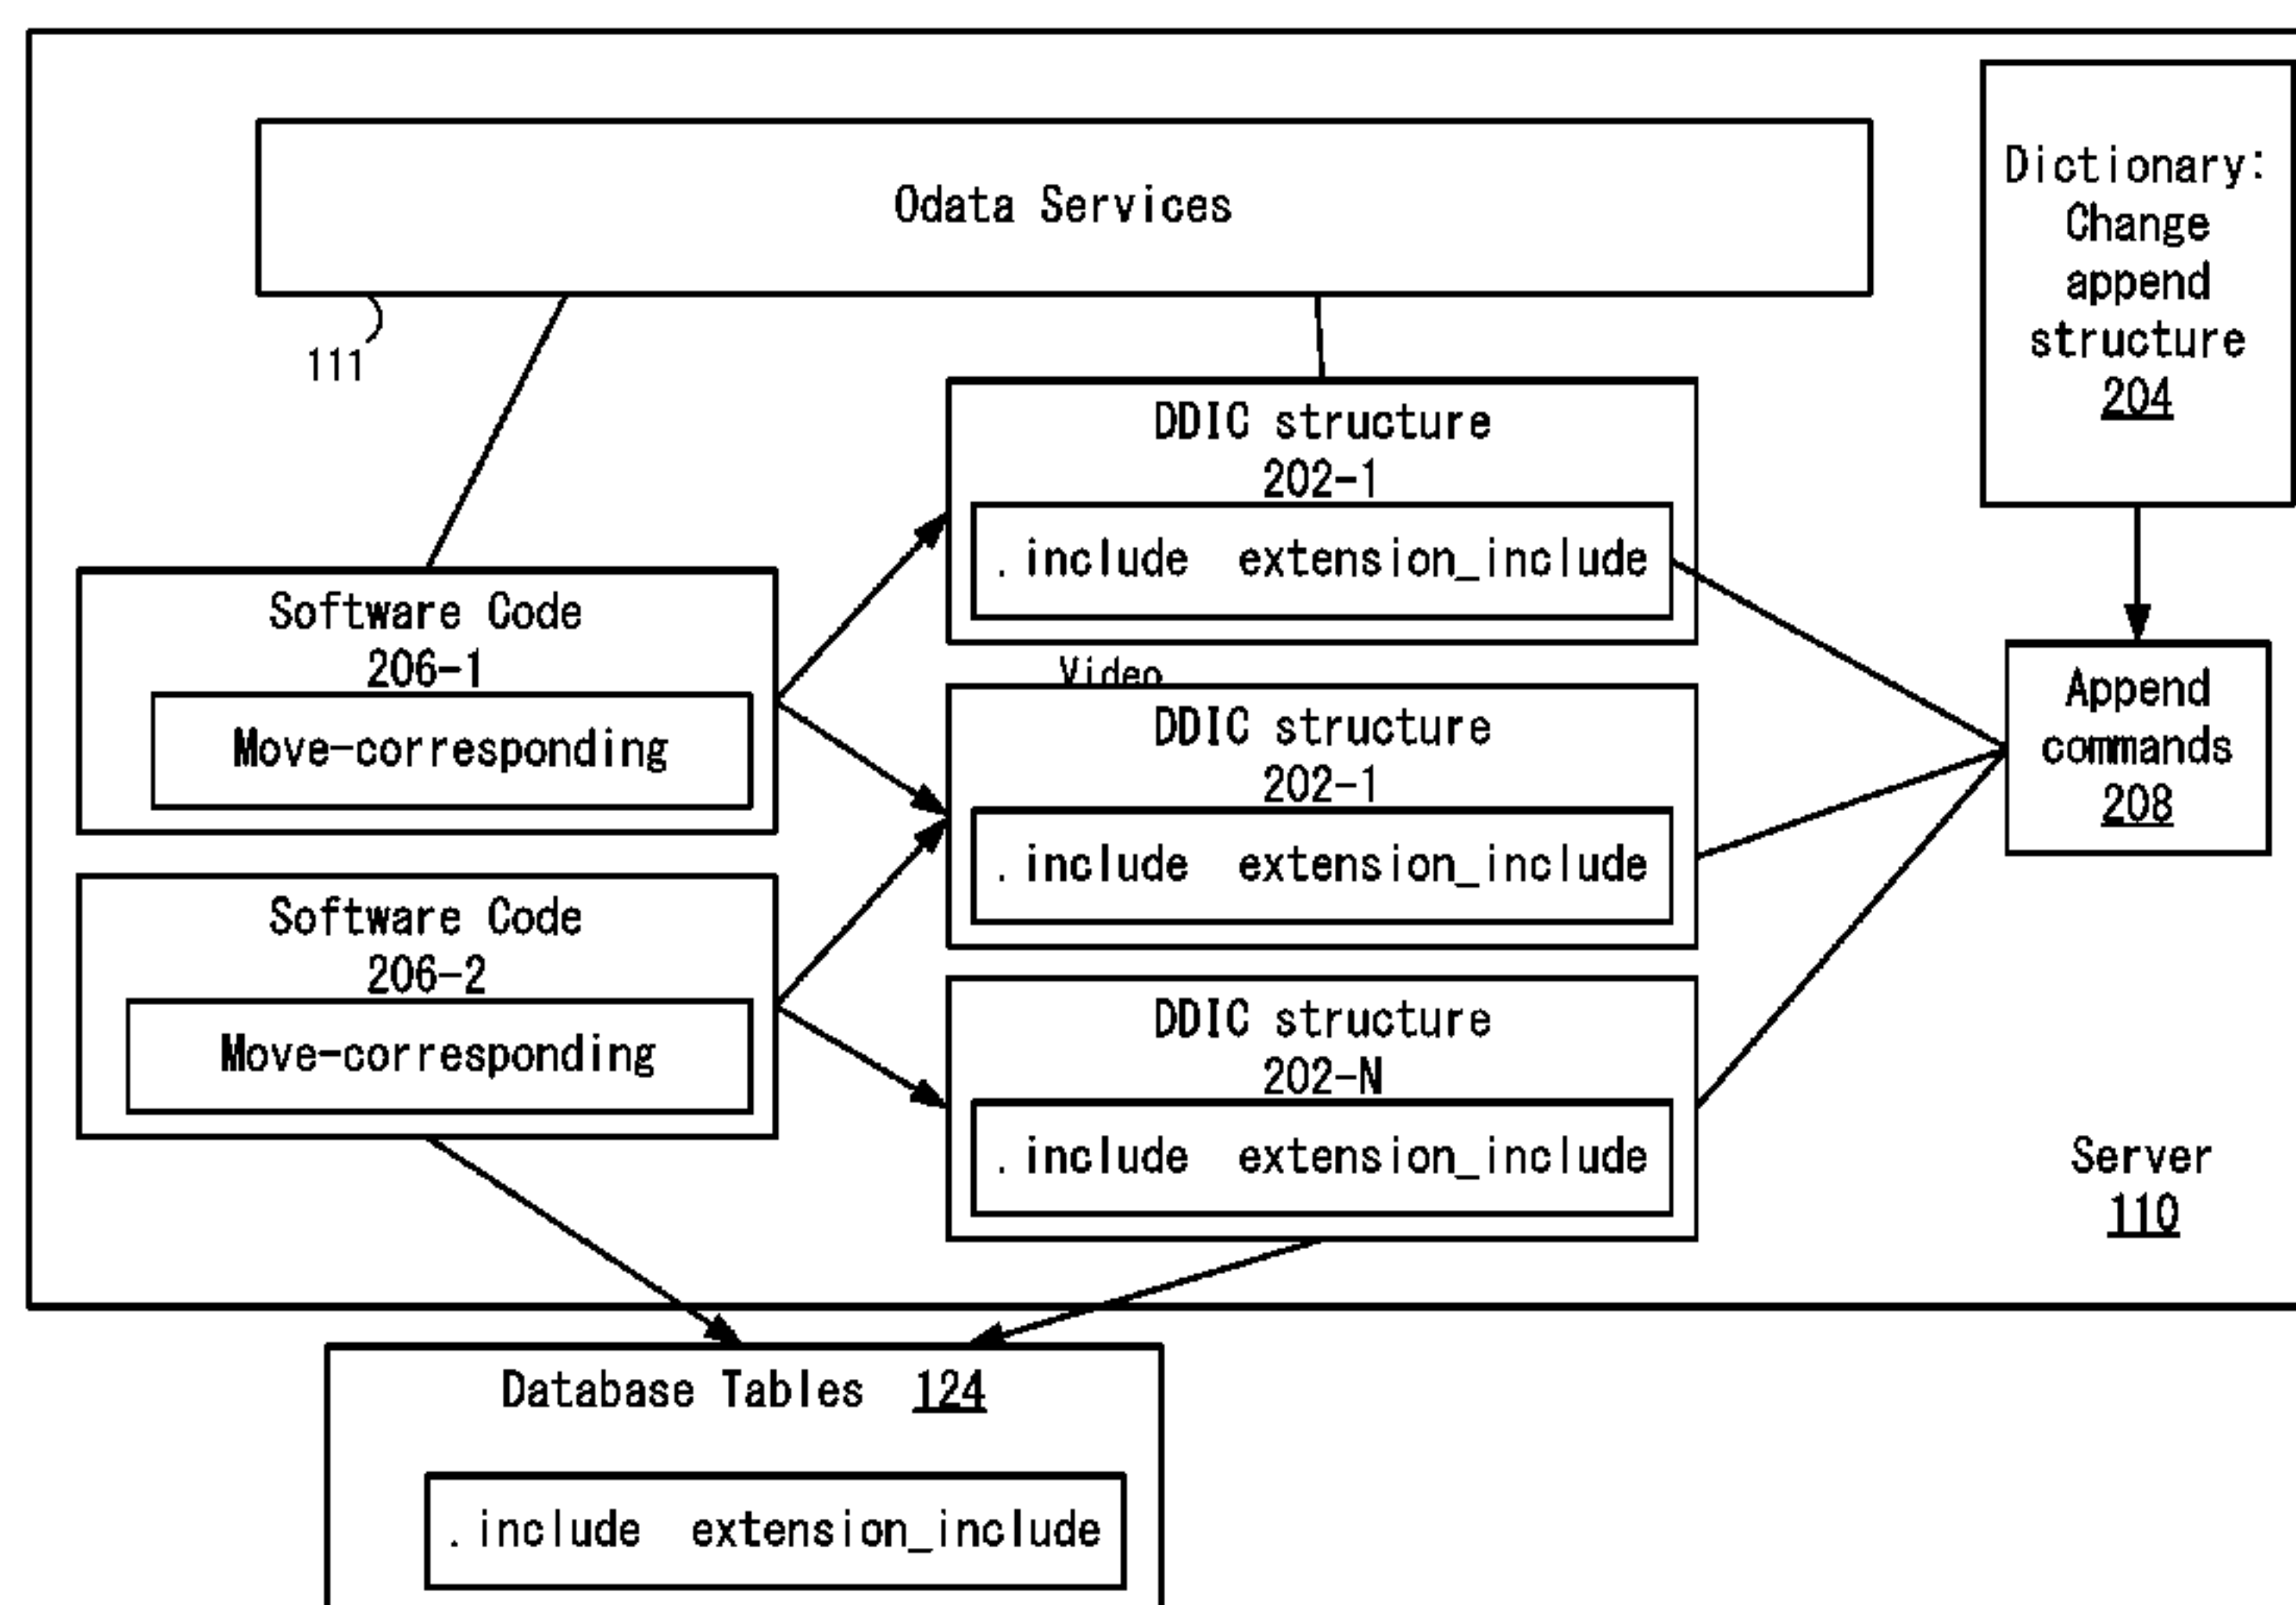 Odata Services
111
Dictionary:
Change
append
structure
204
DDIC structure
202-1
.include extension_include
Software Code
206-1
Move-corresponding
Video
DDIC structure
202-1
.include extension_include
Append
commands
208
Software Code
206-2
Move-corresponding
DDIC structure
202-N
.include extension_include
Server
110
Database Tables 124
.include extension_include